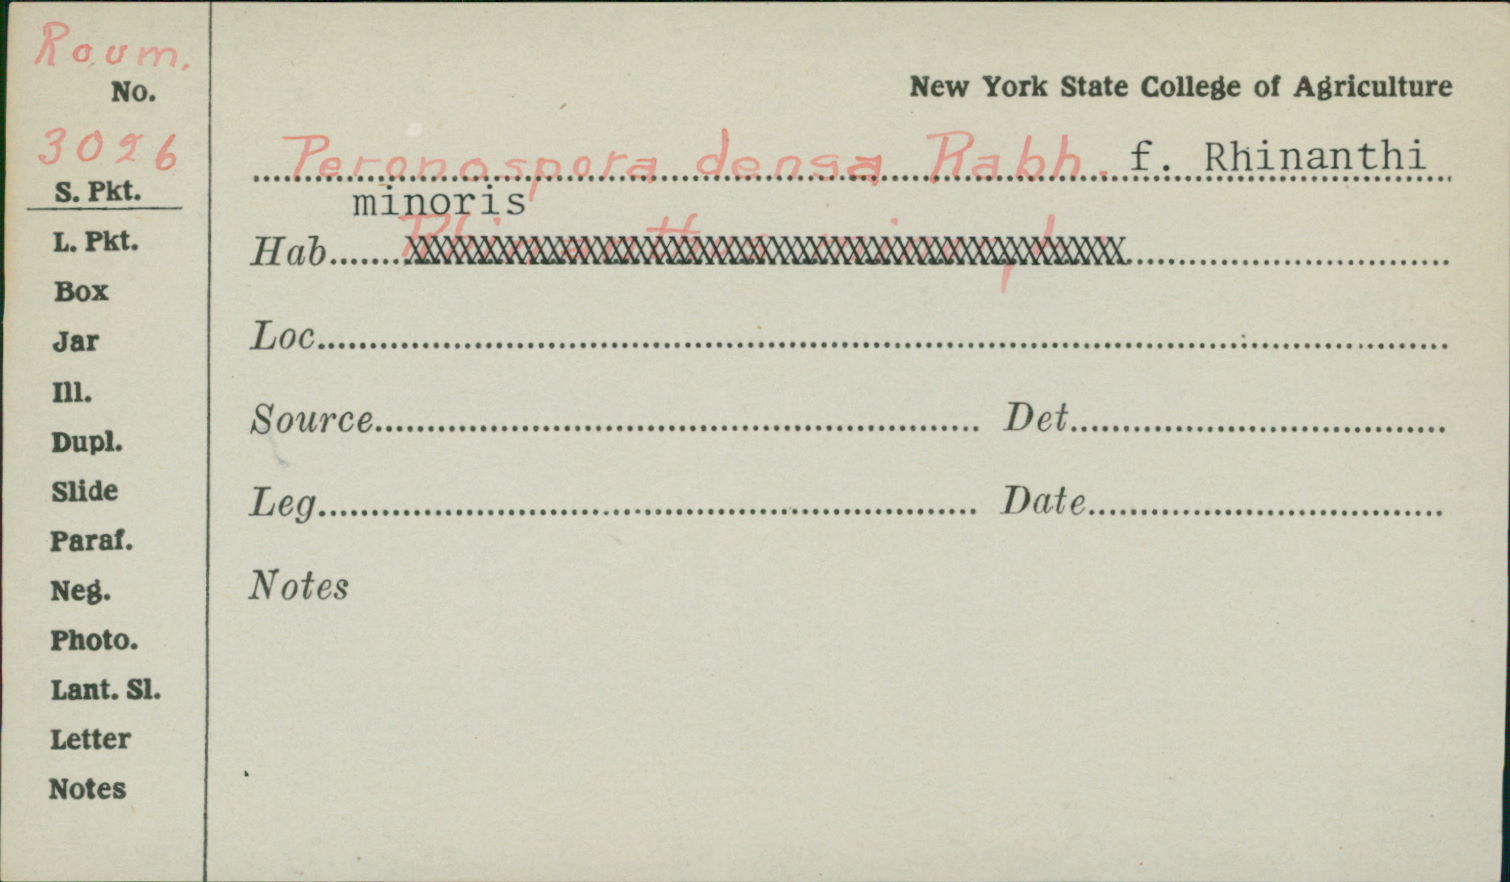 Roum.
No.
3026
S. Pkt.
L. Pkt.
Box
Jar
Ill.
Dupl.
Slide
Paraf.
Neg.
Photo.
Lant. Sl.
Letter
Notes
New York State College of Agriculture
Peronospora densa Rabh. f. Rhinanthi
minoris
Hab.
Loc.
Source
Det.
Leg.
Date
Notes